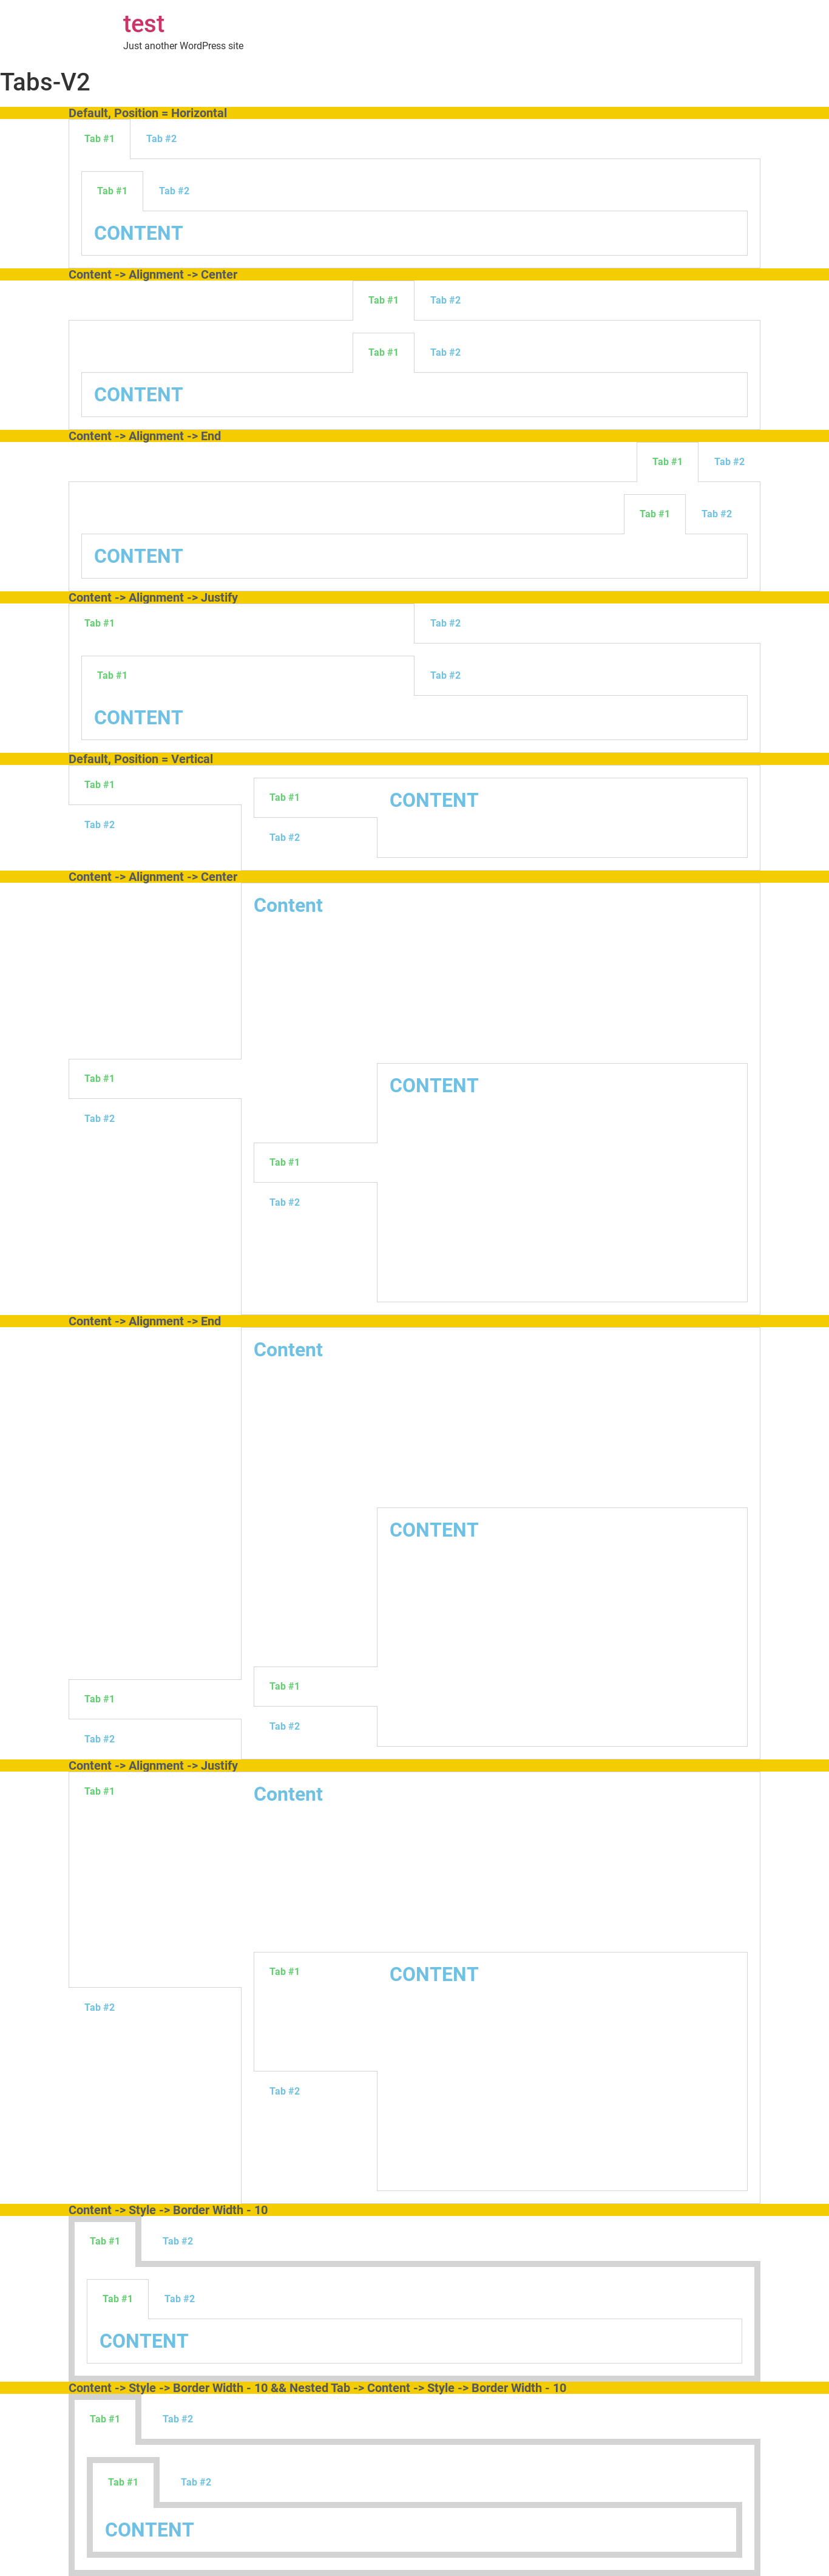 test
Just another WordPress site
Tabs-V2
Default, Position = Horizontal
Tab #1 Tab #2
Tab #1 Tab #2
CONTENT
Content -> Alignment -> Center
Tab #1 Tab #2
Tab #1 Tab #2
CONTENT
Content -> Alignment -> End
Tab #1 Tab #2
Tab #1 Tab #2
CONTENT
Content -> Alignment -> Justify
Tab #1 Tab #2
Tab #1 Tab #2
CONTENT
Default, Position = Vertical
Tab #1
Tab #2
Tab #1
Tab #2
CONTENT
Content -> Alignment -> Center
Tab #1
Tab #2
Content
Tab #1
Tab #2
CONTENT
Content -> Alignment -> End
Tab #1
Tab #2
Content
Tab #1
Tab #2
CONTENT
Content -> Alignment -> Justify
Tab #1
Tab #2
Content
Tab #1
Tab #2
CONTENT
Content -> Style -> Border Width - 10
Tab #1 Tab #2
Tab #1 Tab #2
CONTENT
Content -> Style -> Border Width - 10 && Nested Tab -> Content -> Style -> Border Width - 10
Tab #1 Tab #2
Tab #1 Tab #2
CONTENT